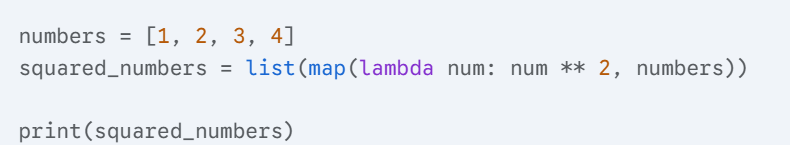 numbers = [1, 2, 3, 4]
squared_numbers = list(map(lambda num: num ** 2, numbers))
print(squared_numbers)